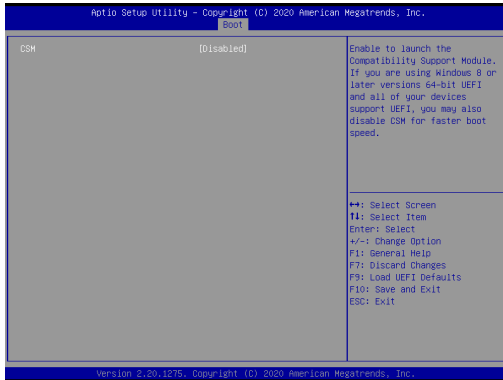 Aptio Setup Utility – Copyright (C) 2020 American Megatrends, Inc.
Boot
CSM [Disabled]
Enable to launch the
Compatibility Support Module.
If you are using Windows 8 or
later versions 64-bit UEFI
and all of your devices
support UEFI, you may also
disable CSM for faster boot
speed.
↔: Select Screen
↑↓: Select Item
Enter: Select
+/-: Change Option
F1: General Help
F7: Discard Changes
F9: Load UEFI Defaults
F10: Save and Exit
ESC: Exit
Version 2.20.1275. Copyright (C) 2020 American Megatrends, Inc.